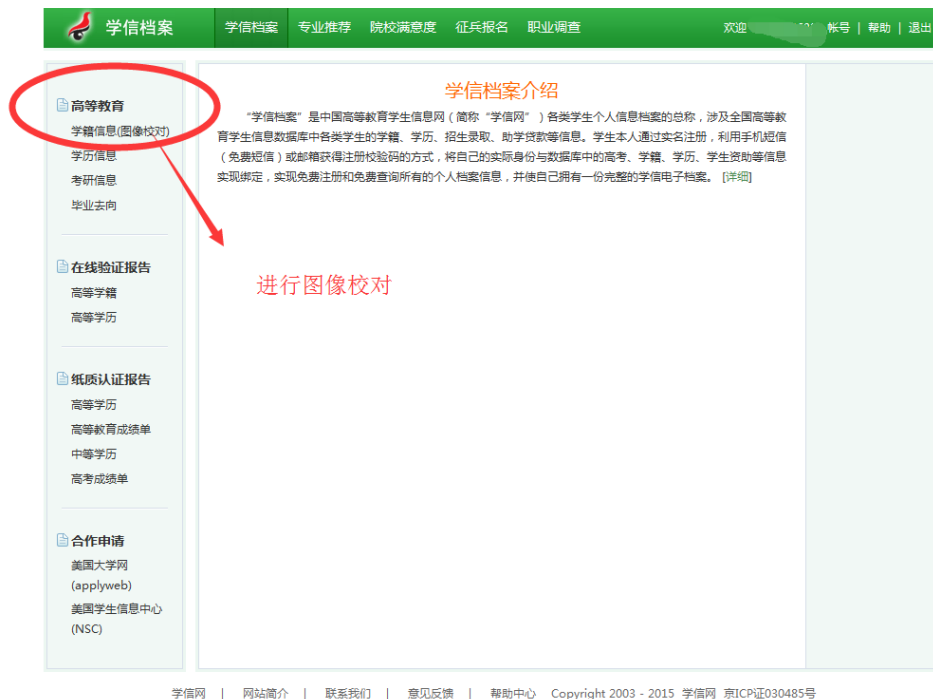 学信档案
学信档案 专业推荐 院校满意度 征兵报名 职业调查
欢迎 帐号 | 帮助 | 退出
高等教育
学籍信息(图像校对)
学历信息
考研信息
毕业去向
在线验证报告
高等学籍
高等学历
纸质认证报告
高等学历
高等教育成绩单
中等学历
高考成绩单
合作申请
美国大学网
(applyweb)
美国学生信息中心
(NSC)
学信档案介绍
“学信档案”是中国高等教育学生信息网(简称“学信网”)各类学生个人信息档案的总称,涉及全国高等教
育学生信息数据库中各类学生的学籍、学历、招生录取、助学贷款等信息。学生本人通过实名注册,利用手机短信
(免费短信)或邮箱获得注册校验码的方式,将自己的实际身份与数据库中的高考、学籍、学历、学生资助等信息
实现绑定,实现免费注册和免费查询所有的个人档案信息,并使自己拥有一份完整的学信电子档案。 [详细]
进行图像校对
学信网 | 网站简介 | 联系我们 | 意见反馈 | 帮助中心 Copyright 2003 - 2015 学信网 京ICP证030485号